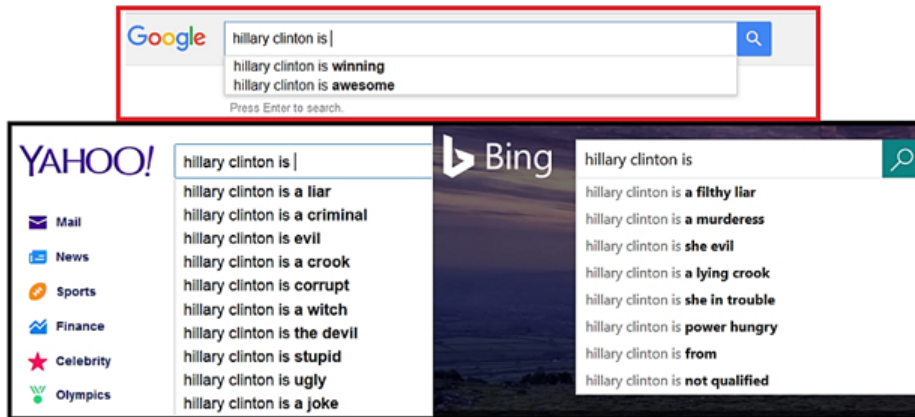 Google
hillary clinton is
hillary clinton is winning
hillary clinton is awesome
Press Enter to search.
YAHOO!
hillary clinton is
hillary clinton is a liar
hillary clinton is a criminal
hillary clinton is evil
hillary clinton is a crook
hillary clinton is corrupt
hillary clinton is a witch
hillary clinton is the devil
hillary clinton is stupid
hillary clinton is ugly
hillary clinton is a joke
Mail
News
Sports
Finance
Celebrity
Olympics
Bing
hillary clinton is
hillary clinton is a filthy liar
hillary clinton is a murderess
hillary clinton is she evil
hillary clinton is a lying crook
hillary clinton is she in trouble
hillary clinton is power hungry
hillary clinton is from
hillary clinton is not qualified